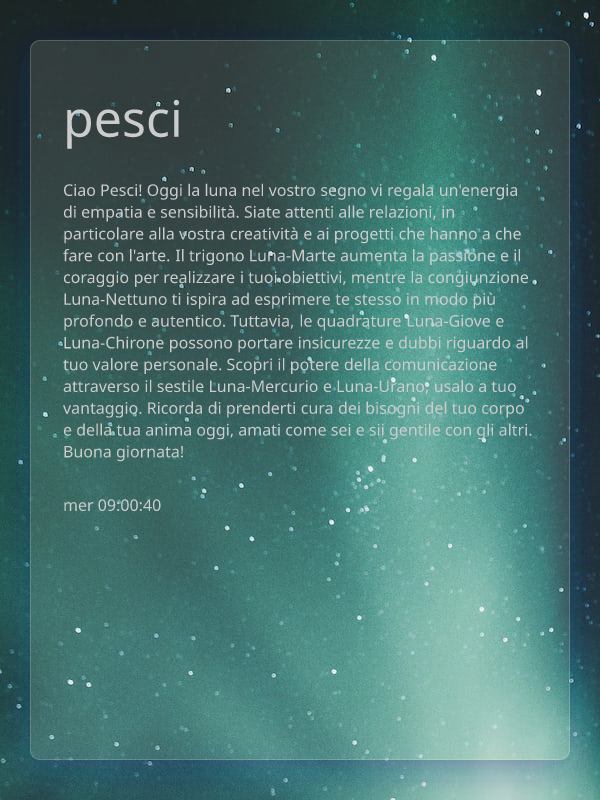 pesci
Ciao Pesci! Oggi la luna nel vostro segno vi regala un'energia
di empatia e sensibilità. Siate attenti alle relazioni, in
particolare alla vostra creatività e ai progetti che hanno a che
fare con l'arte. Il trigono Luna-Marte aumenta la passione e il
coraggio per realizzare i tuoi obiettivi, mentre la congiunzione
Luna-Nettuno ti ispira ad esprimere te stesso in modo più
profondo e autentico. Tuttavia, le quadrature Luna-Giove e
Luna-Chirone possono portare insicurezze e dubbi riguardo al
tuo valore personale. Scopri il potere della comunicazione
attraverso il sestile Luna-Mercurio e Luna-Urano; usalo a tuo
vantaggio. Ricorda di prenderti cura dei bisogni del tuo corpo
e della tua anima oggi, amati come sei e sii gentile con gli altri.
Buona giornata!
mer 09:00:40